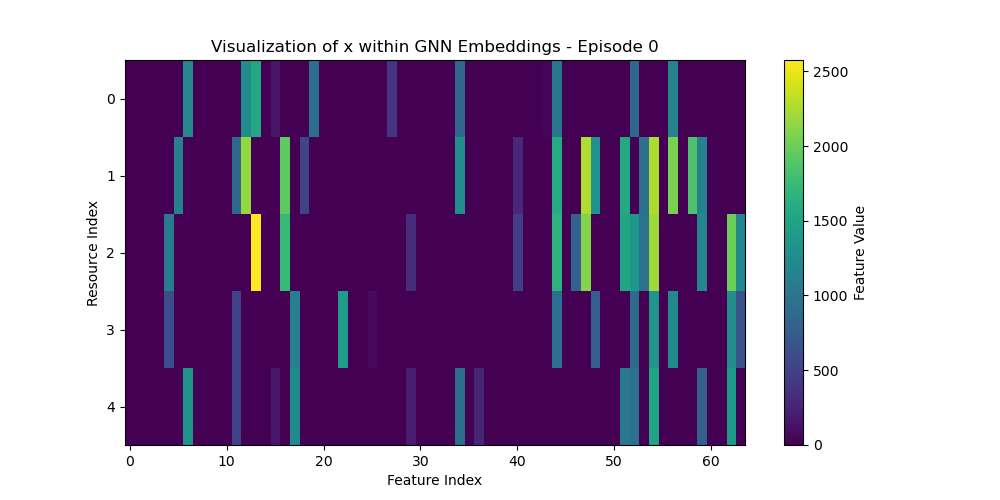 Visualization of x within GNN Embeddings - Episode 0
Resource Index
0
1
2
3
4
0 10 20 30 40 50 60
Feature Index
2500
2000
1500
1000
500
0
Feature Value